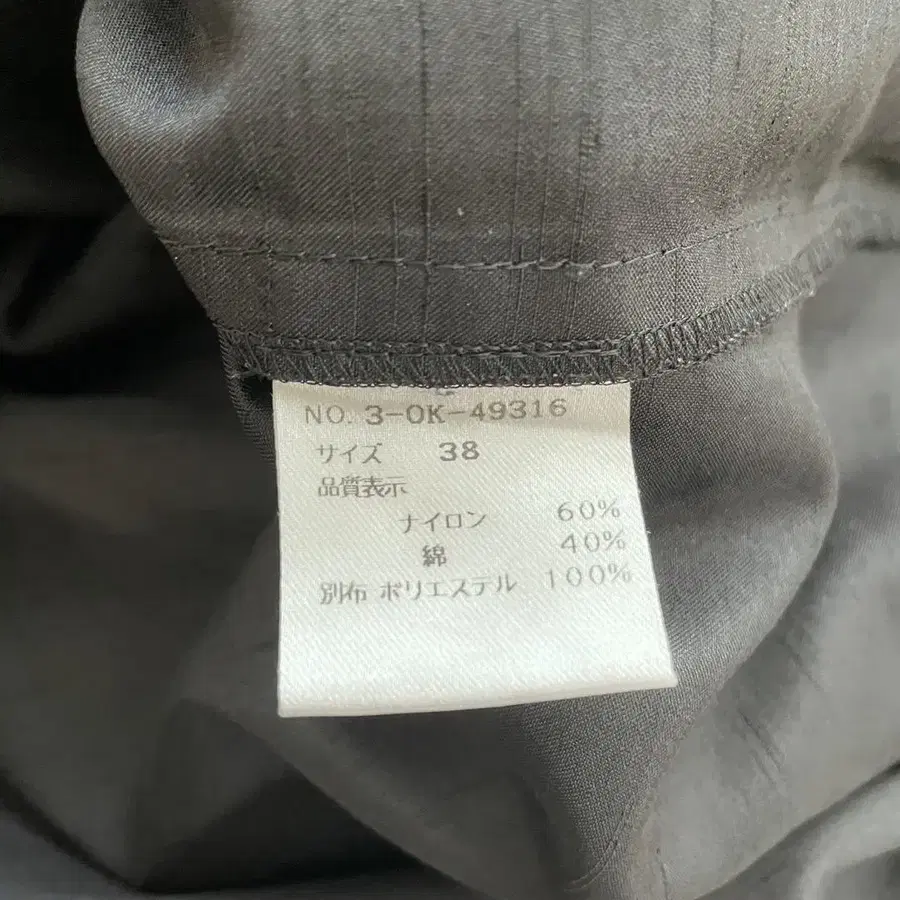 NO. 3-OK-49316
サイズ 38
品質表示
ナイロン 60%
綿 40%
別布 ポリエステル 100%